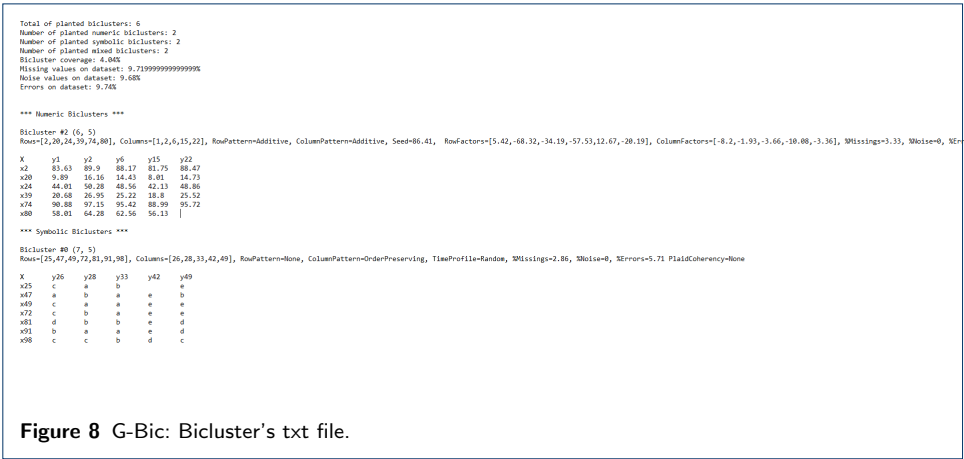 Total of planted biclusters: 6
Number of planted numeric biclusters: 2
Number of planted symbolic biclusters: 2
Number of planted mixed biclusters: 2
Bicluster coverage: 4.04%
Missing values on dataset: 9.719999999999999%
Noise values on dataset: 9.68%
Errors on dataset: 9.74%
*** Numeric Biclusters ***
Bicluster #2 (6, 5)
Rows=[2,20,24,39,74,80], Columns=[1,2,6,15,22], RowPattern=Additive, ColumnPattern=Additive, Seed=86.41, RowFactors=[5.42,-68.32,-34.19,-57.53,12.67,-20.19], ColumnFactors=[-8.2,-1.93,-3.66,-10.08,-3.36], %Missings=3.33, %Noise=0, %Err
X y1 y2 y6 y15 y22
x2 83.63 89.9 88.17 81.75 88.47
x20 9.89 16.16 14.43 8.01 14.73
x24 44.01 50.28 48.56 42.13 48.86
x39 20.68 26.95 25.22 18.8 25.52
x74 90.88 97.15 95.42 88.99 95.72
x80 58.01 64.28 62.56 56.13
*** Symbolic Biclusters ***
Bicluster #0 (7, 5)
Rows=[25,47,49,72,81,91,98], Columns=[26,28,33,42,49], RowPattern=None, ColumnPattern=OrderPreserving, TimeProfile=Random, %Missings=2.86, %Noise=0, %Errors=5.71 PlaidCoherency=None
X y26 y28 y33 y42 y49
x25 c a b e
x47 a b a e b
x49 c a a e e
x72 c b a e e
x81 d b b e d
x91 b a a e d
x98 c c b d c
Figure 8 G-Bic: Bicluster's txt file.